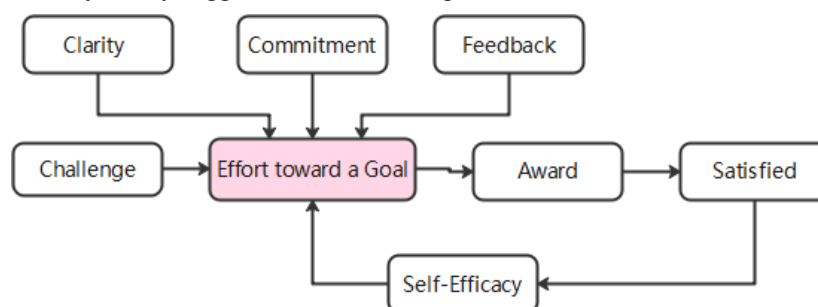 Clarity
Commitment
Feedback
Challenge
Effort toward a Goal
Award
Satisfied
Self-Efficacy